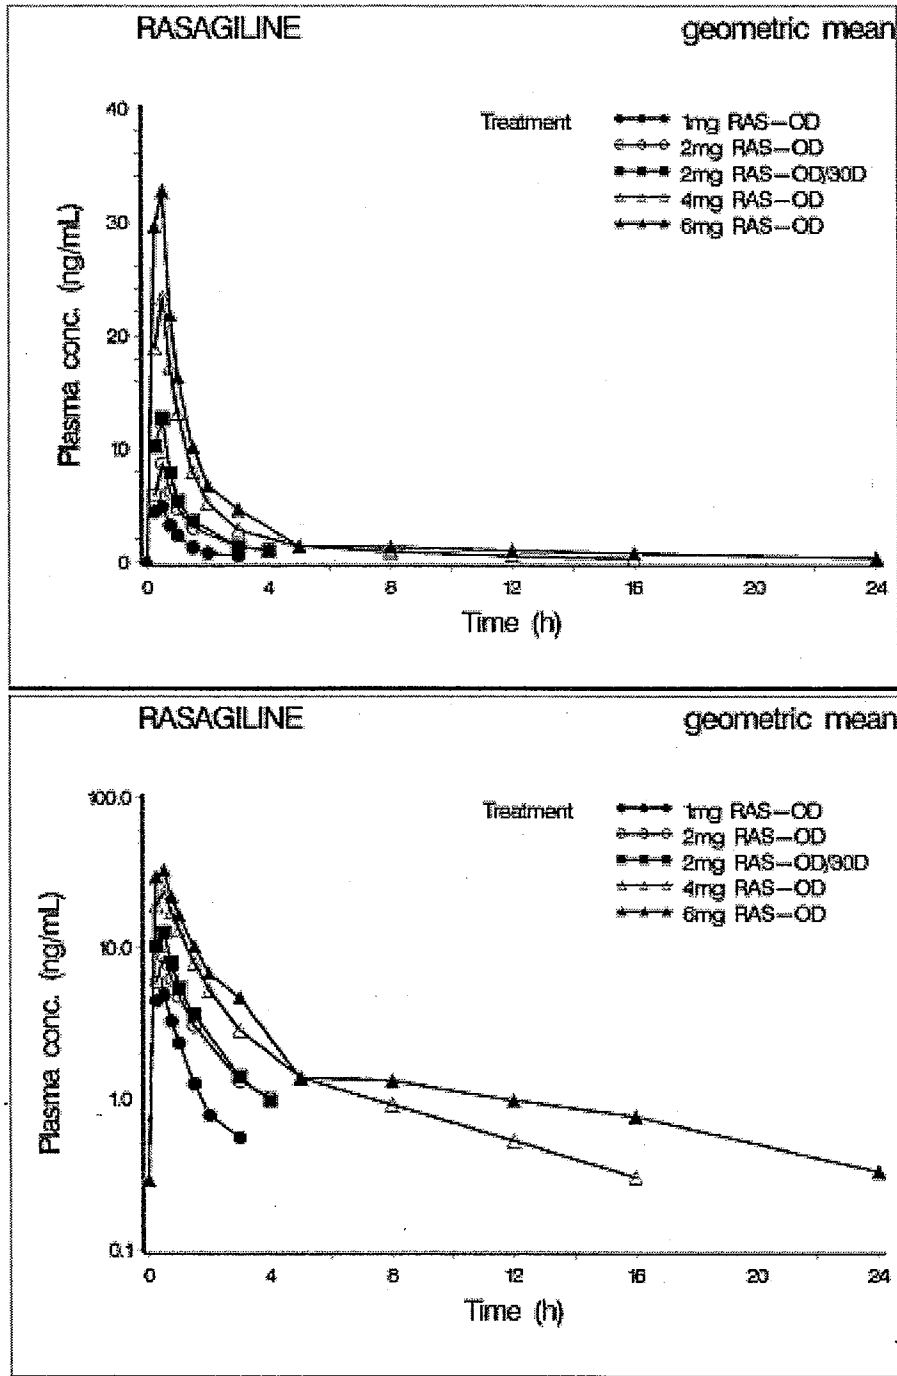 RASAGILINE geometric mean
Treatment
1mg RAS-OD
2mg RAS-OD
2mg RAS-OD/30D
4mg RAS-OD
6mg RAS-OD
Plasma conc. (ng/mL)
40
30
20
10
0
0 4 8 12 16 20 24
Time (h)
RASAGILINE geometric mean
Treatment
1mg RAS-OD
2mg RAS-OD
2mg RAS-OD/30D
4mg RAS-OD
6mg RAS-OD
Plasma conc. (ng/mL)
100.0
10.0
1.0
0.1
0 4 8 12 16 20 24
Time (h)